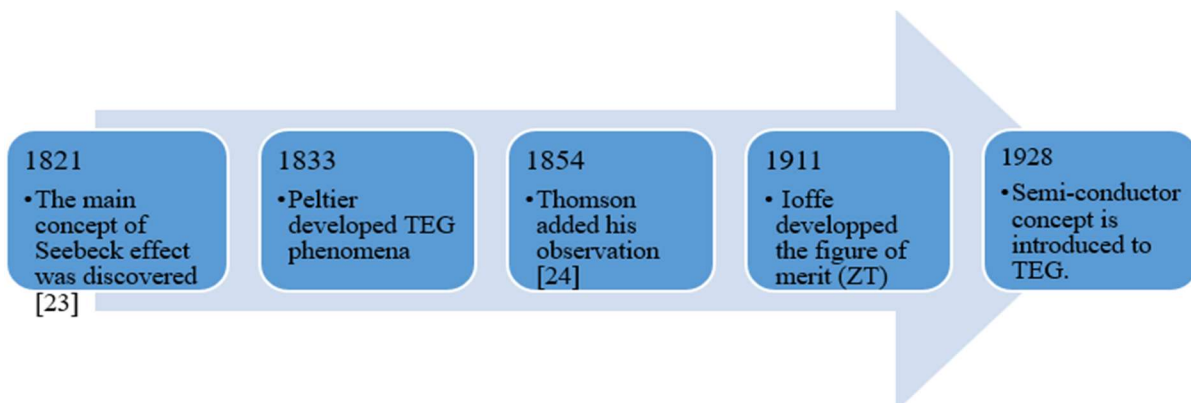 1821
•The main
concept of
Seebeck effect
was discovered
[23]
1833
•Peltier
developed TEG
phenomena
1854
•Thomson
added his
observation
[24]
1911
• Ioffe
developped
the figure of
merit (ZT)
1928
•Semi-conductor
concept is
introduced to
TEG.